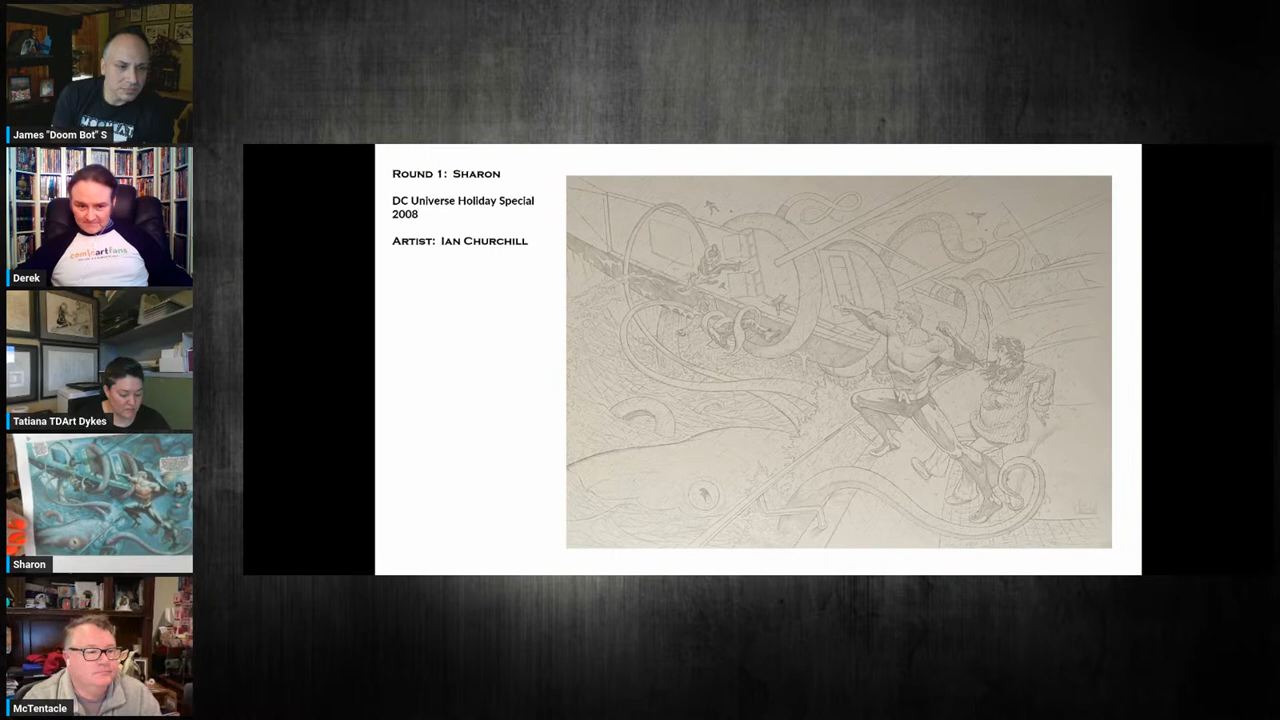 James "Doom Bot" S
comicartfans
Derek
Tatiana TDArt Dykes
Sharon
McTentacle
Round 1: Sharon
DC Universe Holiday Special
2008
Artist: Ian Churchill